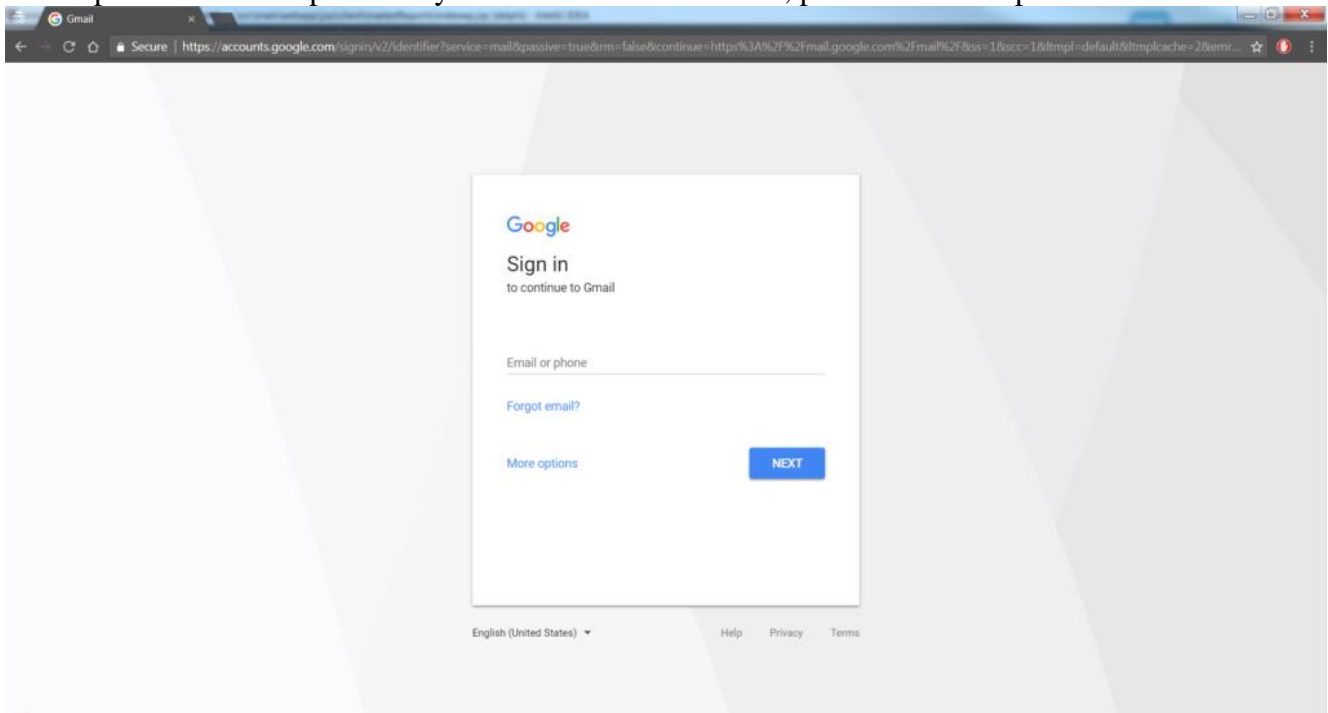 Gmail
Secure | https://accounts.google.com/signin/v2/identifier?service=mail&passive=true&rm=false&continue=https%3A%2F%2Fmail.google.com%2Fmail%2F&ss=1&scc=1&ltmpl=default&ltmplcache=2&emr...
Google
Sign in
to continue to Gmail
Email or phone
Forgot email?
More options
NEXT
English (United States)
Help Privacy Terms